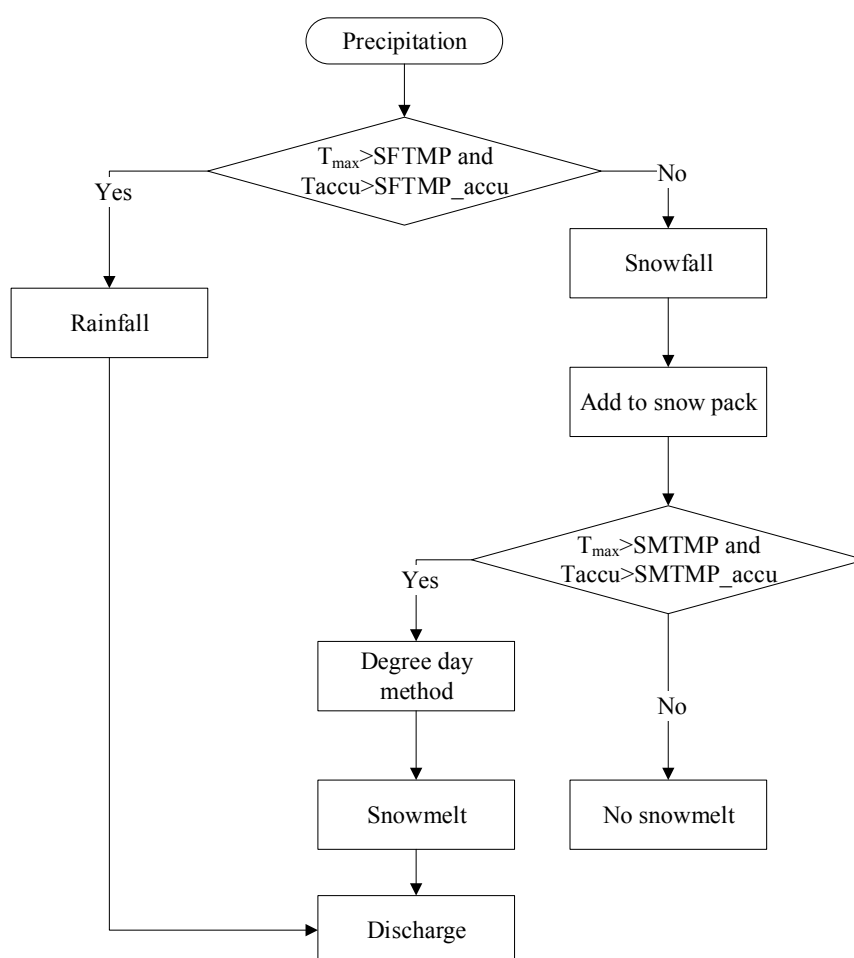 Precipitation
Tmax>SFTMP and
Taccu>SFTMP_accu
Yes
No
Snowfall
Rainfall
Add to snow pack
Tmax>SMTMP and
Taccu>SMTMP_accu
Yes
Degree day
method
No
Snowmelt
No snowmelt
Discharge